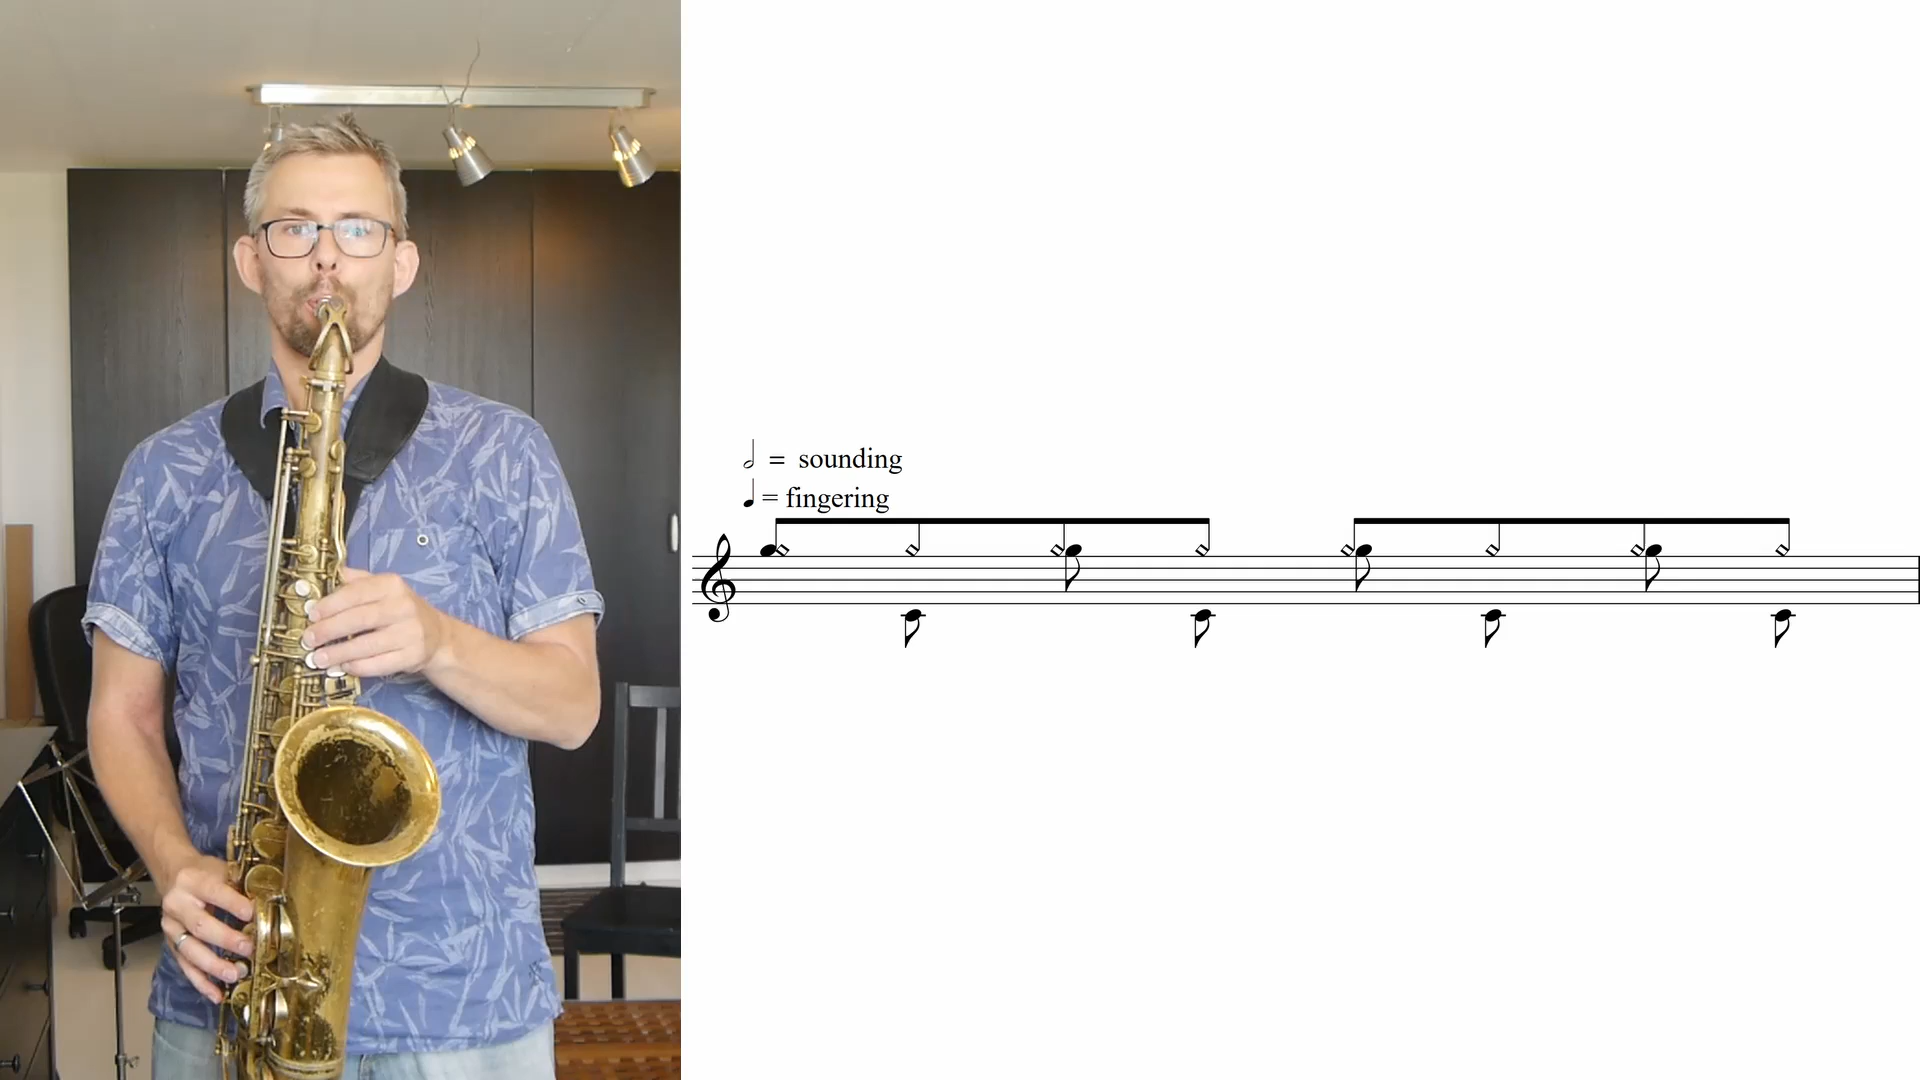 = sounding
= fingering